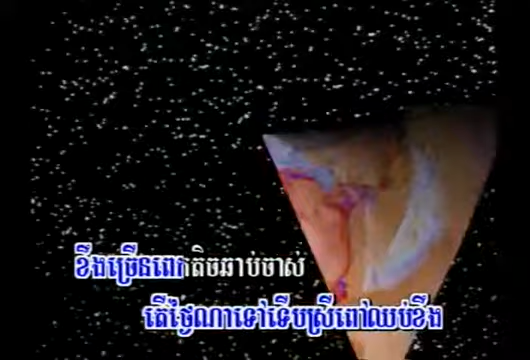 ខឹងច្រើនពេកតិចឆាប់ចាស់
តើថ្ងៃណាទៅទើបស្រីពៅឈប់ខឹង